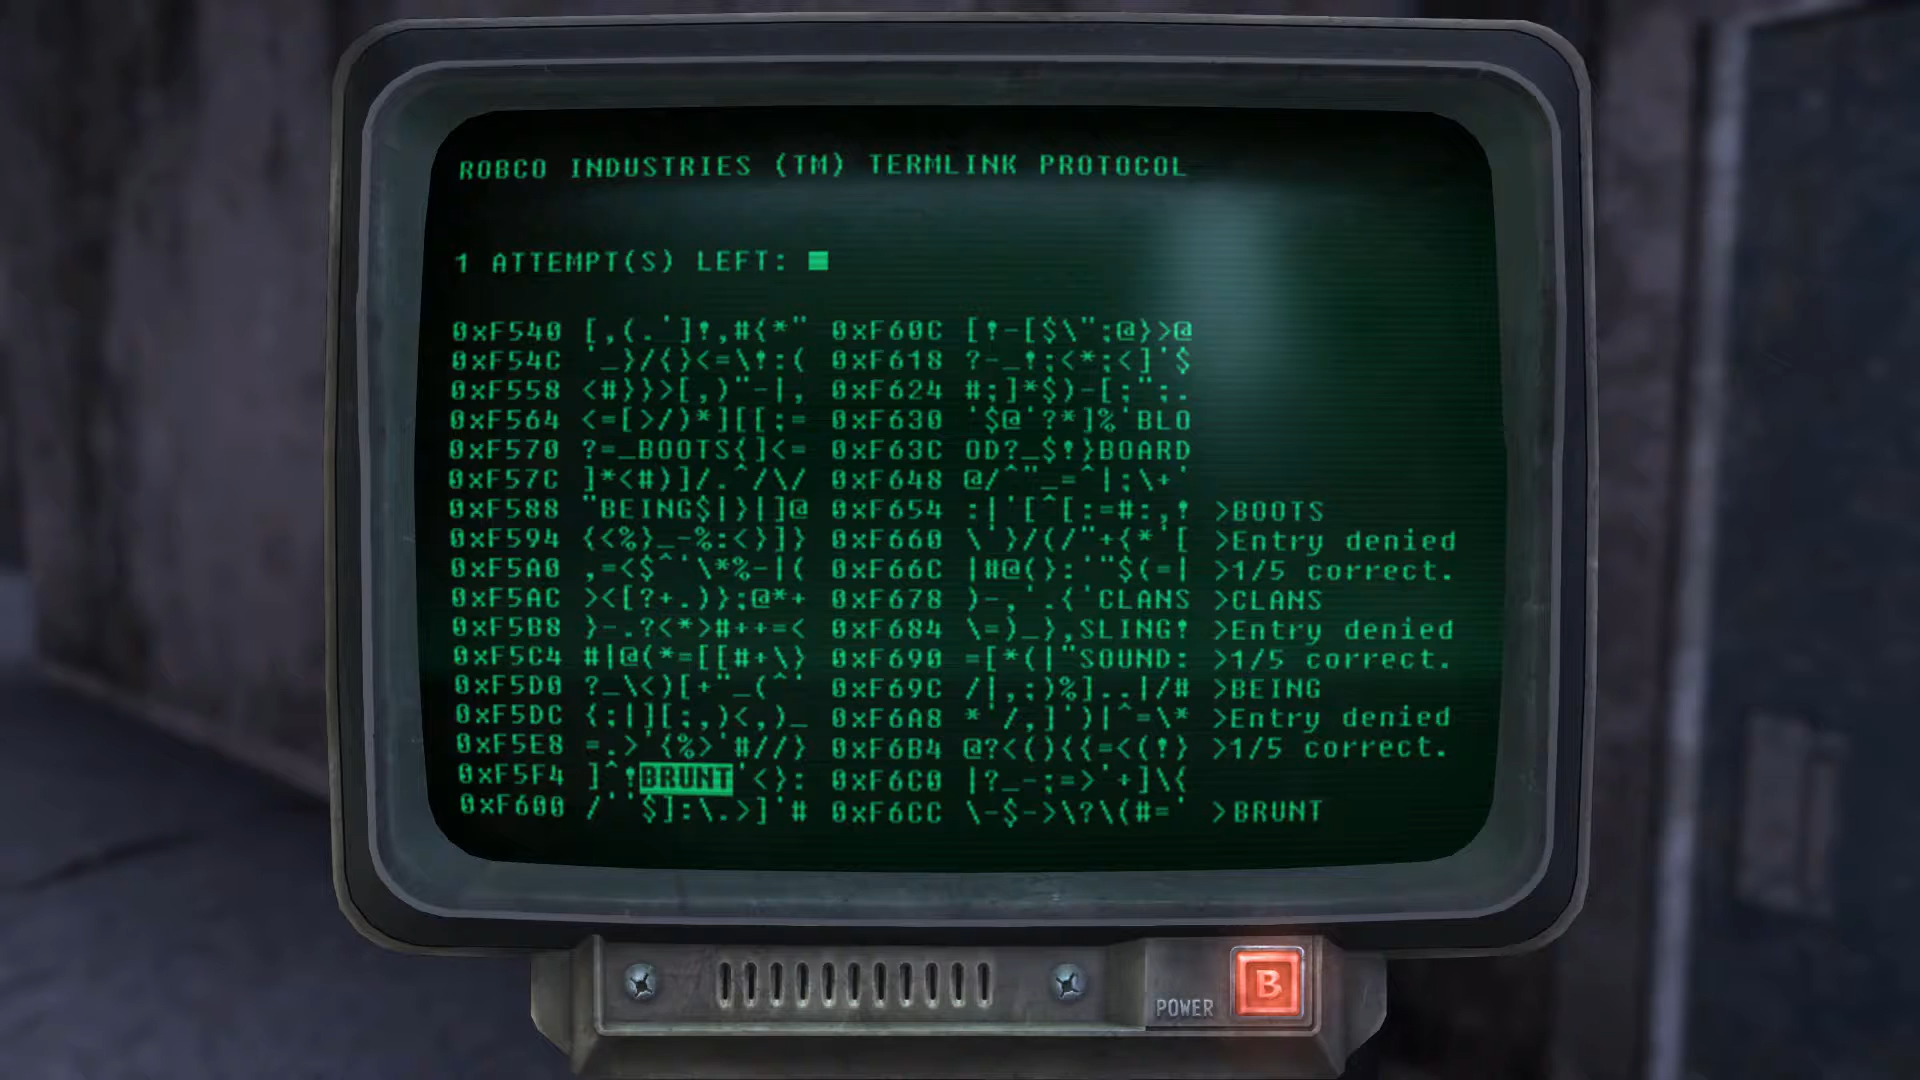 ROBCO INDUSTRIES (TM) TERMLINK PROTOCOL
1 ATTEMPT(S) LEFT: ■
0xF540 [,(.']!,#{*" 0xF60C [!-[$\";@}>@
0xF54C '_}/{}<=\!:( 0xF618 ?-_!;<*;<]'$
0xF558 <#}}>[,)"-|, 0xF624 #;]*$)-[;";.
0xF564 <=[>/)*][[;= 0xF630 '$@'?*]%'BLO
0xF570 ?=_BOOTS{]<= 0xF63C OD?_$!}BOARD
0xF57C ]*<#)]/.^/\/ 0xF648 @/^"_=^|;\+'
0xF588 "BEING$|}|]@ 0xF654 :|'[^[:=#:,! >BOOTS
0xF594 {<%}_-%:<}]} 0xF660 \'}/(/"+{*'[ >Entry denied
0xF5A0 ,=<$^'\*%-|( 0xF66C |#@(}:'"$(=| >1/5 correct.
0xF5AC ><[?+.)};@*+ 0xF678 )-,'.{'CLANS >CLANS
0xF5B8 }-.?<*>#++=< 0xF684 \=)_},SLING! >Entry denied
0xF5C4 #|@(*=[[#+\} 0xF690 =[*(|"SOUND: >1/5 correct.
0xF5D0 ?_\<)[+"_(^' 0xF69C /|,;)%]..|/# >BEING
0xF5DC {;|][;,)<,)_ 0xF6A8 *'/,]')|^=\* >Entry denied
0xF5E8 =.>'{%>'#//} 0xF6B4 @?<(){{=<(!} >1/5 correct.
0xF5F4 ]^!BRUNT'<}: 0xF6C0 |?_-;=>'+]\{
0xF600 /''$]:\.>]'# 0xF6CC \-$->\?\(#=' >BRUNT
POWER
B